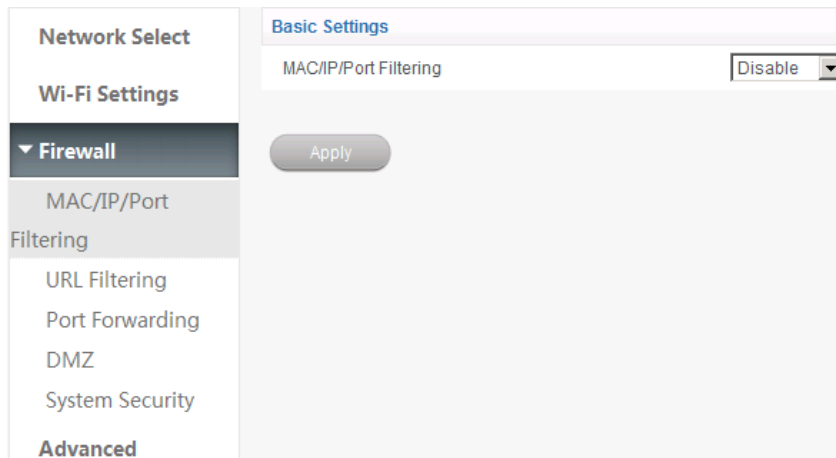 Network Select
Wi-Fi Settings
Firewall
MAC/IP/Port
Filtering
URL Filtering
Port Forwarding
DMZ
System Security
Advanced
Basic Settings
MAC/IP/Port Filtering
Disable
Apply